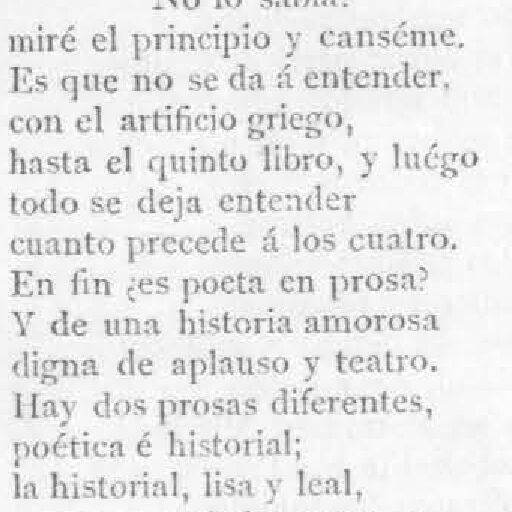 No lo sabía:
miré el principio y canséme.
Es que no se da á entender,
con el artificio griego,
hasta el quinto libro, y luégo
todo se deja entender
cuanto precede á los cuatro.
En fin ¿es poeta en prosa?
Y de una historia amorosa
digna de aplauso y teatro.
Hay dos prosas diferentes,
poética é historial;
la historial, lisa y leal,